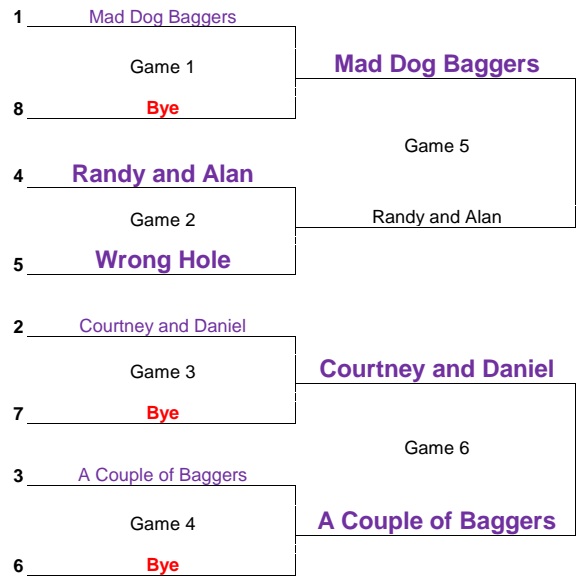 1 Mad Dog Baggers
Game 1
Mad Dog Baggers
8 Bye
Game 5
4 Randy and Alan
Game 2
Randy and Alan
5 Wrong Hole
2 Courtney and Daniel
Game 3
Courtney and Daniel
7 Bye
Game 6
3 A Couple of Baggers
Game 4
A Couple of Baggers
6 Bye